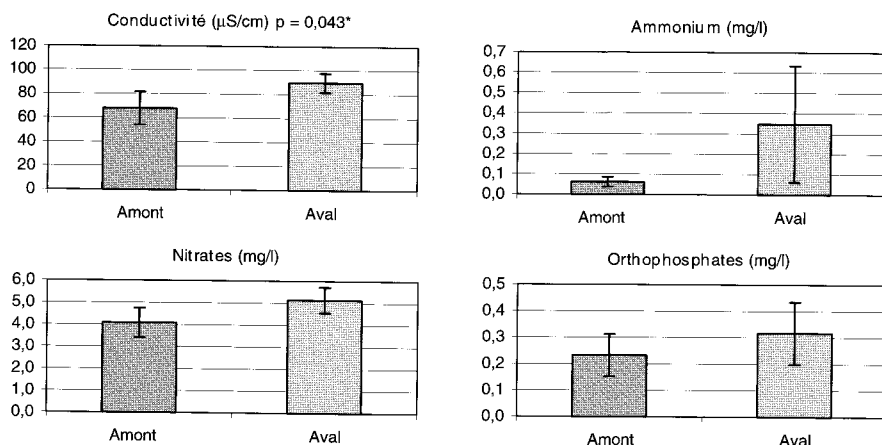 Conductivité (µS/cm) p = 0,043*
120
100
80
60
40
20
0
Amont
Aval
Ammonium (mg/l)
0,7
0,6
0,5
0,4
0,3
0,2
0,1
0,0
Amont
Aval
Nitrates (mg/l)
6,0
5,0
4,0
3,0
2,0
1,0
0,0
Amont
Aval
Orthophosphates (mg/l)
0,5
0,4
0,3
0,2
0,1
0,0
Amont
Aval